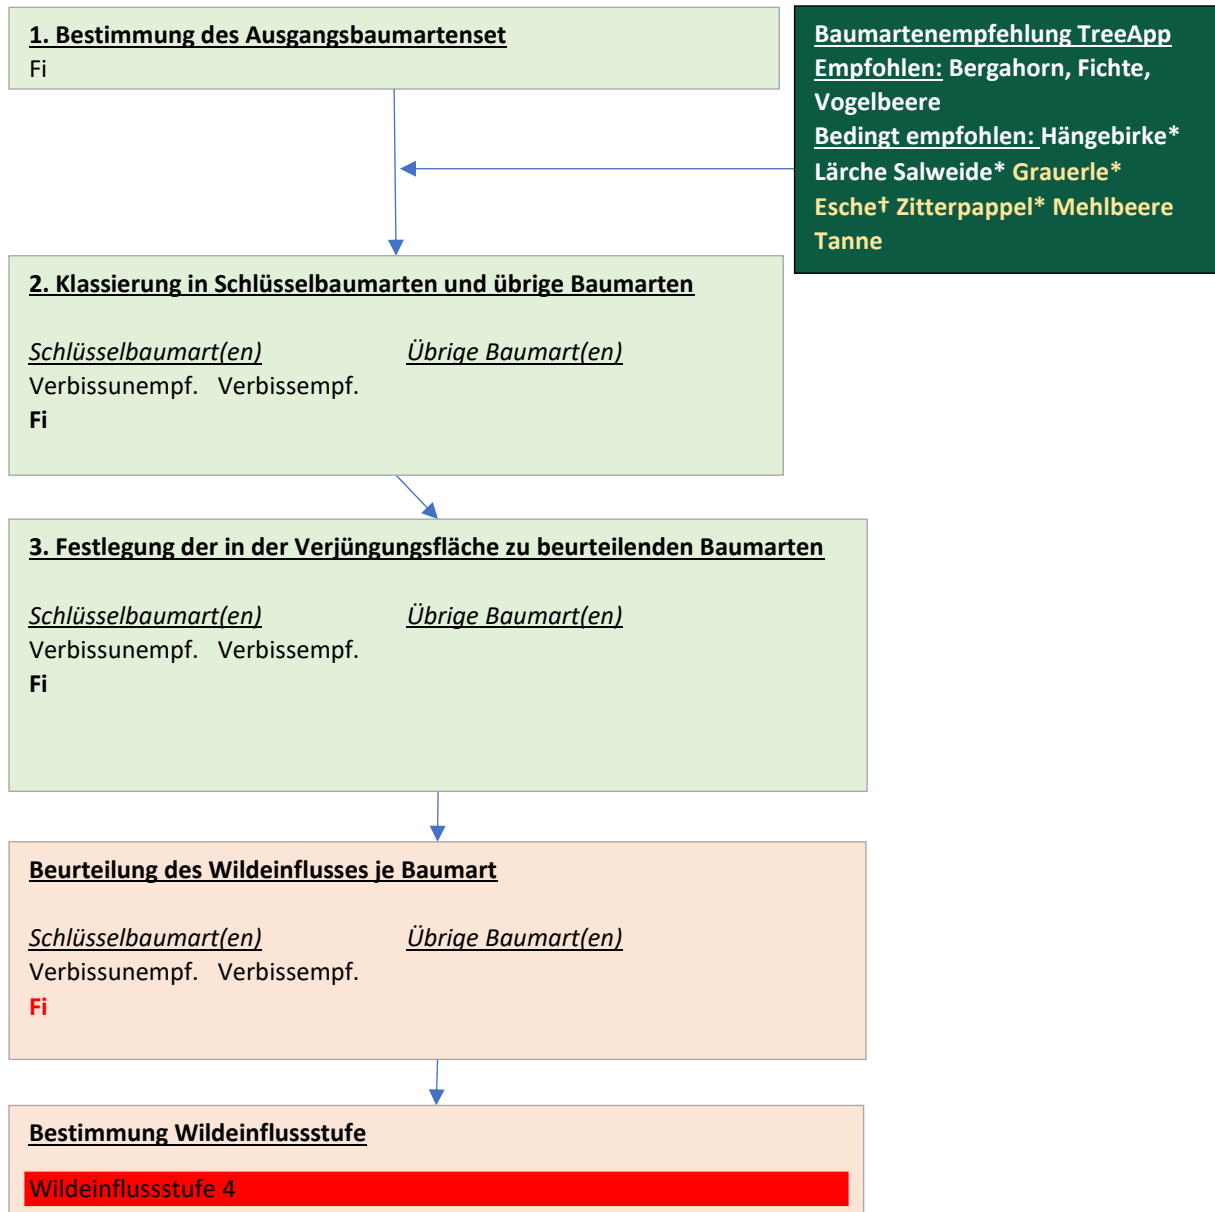 1. Bestimmung des Ausgangsbaumartenset
Fi
Baumartenempfehlung TreeApp
Empfohlen: Bergahorn, Fichte,
Vogelbeere
Bedingt empfohlen: Hängebirke*
Lärche Salweide* Grauerle*
Esche† Zitterpappel* Mehlbeere
Tanne
2. Klassierung in Schlüsselbaumarten und übrige Baumarten
Schlüsselbaumart(en) Übrige Baumart(en)
Verbissunempf. Verbissempf.
Fi
3. Festlegung der in der Verjüngungsfläche zu beurteilenden Baumarten
Schlüsselbaumart(en) Übrige Baumart(en)
Verbissunempf. Verbissempf.
Fi
Beurteilung des Wildeinflusses je Baumart
Schlüsselbaumart(en) Übrige Baumart(en)
Verbissunempf. Verbissempf.
Fi
Bestimmung Wildeinflussstufe
Wildeinflussstufe 4